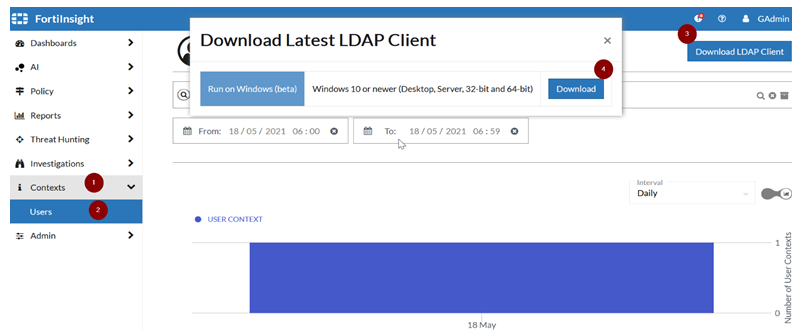 FortiInsight
GAdmin
Dashboards
AI
Policy
Reports
Threat Hunting
Investigations
Contexts
1
Users
2
Admin
Download Latest LDAP Client
×
3
Download LDAP Client
4
Run on Windows (beta) Windows 10 or newer (Desktop, Server, 32-bit and 64-bit) Download
From: 18 / 05 / 2021 06 : 00
To: 18 / 05 / 2021 06 : 59
Interval
Daily
USER CONTEXT
1
0
Number of User Contexts
18 May